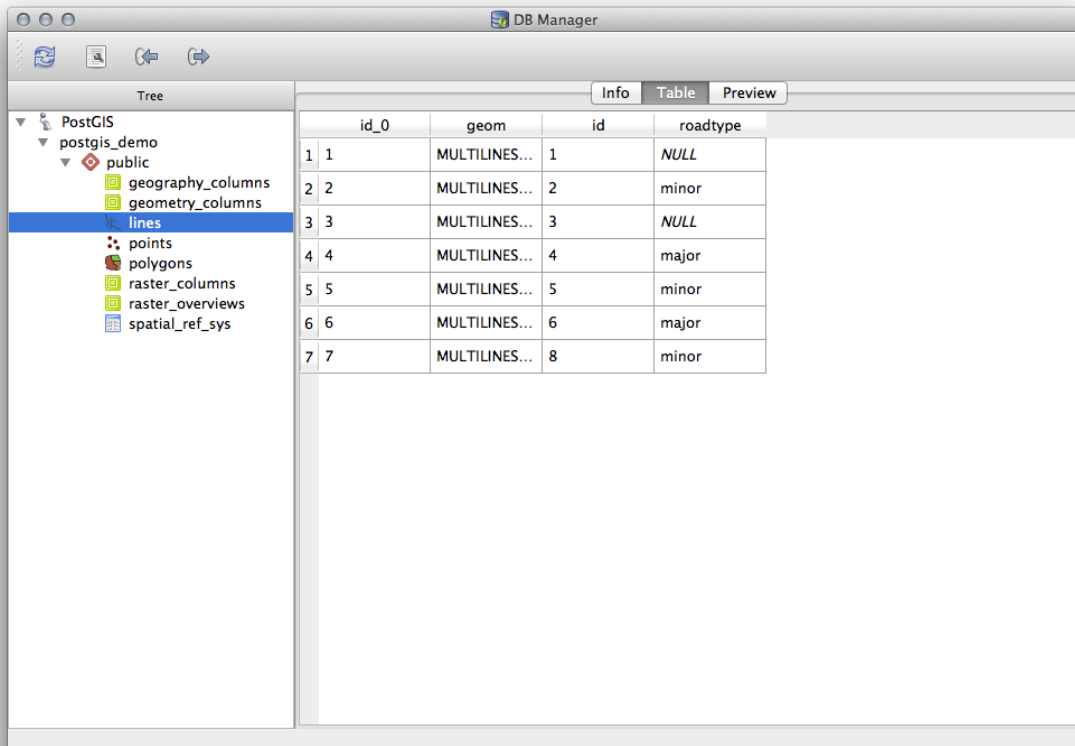 DB Manager
Tree
Info Table Preview
PostGIS
postgis_demo
public
geography_columns
geometry_columns
lines
points
polygons
raster_columns
raster_overviews
spatial_ref_sys
id_0 geom id roadtype
1 1 MULTILINES... 1 NULL
2 2 MULTILINES... 2 minor
3 3 MULTILINES... 3 NULL
4 4 MULTILINES... 4 major
5 5 MULTILINES... 5 minor
6 6 MULTILINES... 6 major
7 7 MULTILINES... 8 minor